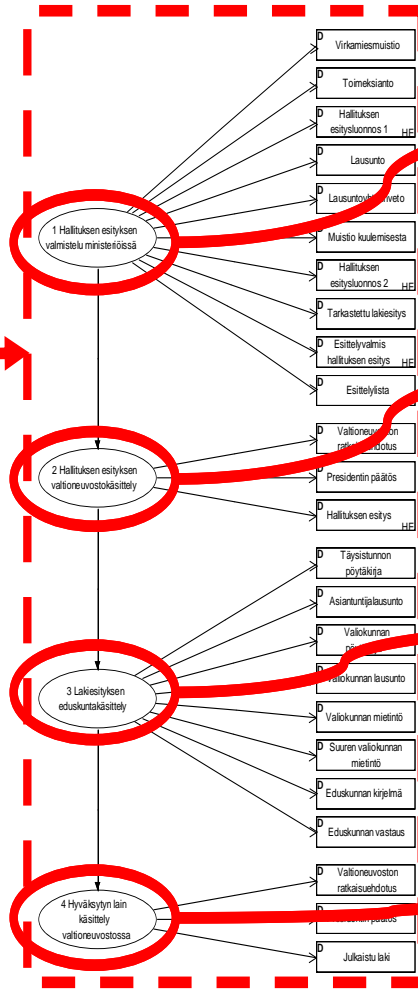 D Virkamiesmuistio
D Toimeksianto
D Hallituksen
esitysluonnos 1 HE
D Lausunto
D
D Muistio kuulemisesta
D Hallituksen
esitysluonnos 2 HE
D Tarkastettu lakiesitys
D Esittelyvalmis
hallituksen esitys HE
D Esittelylista
1 Hallituksen esityksen
valmistelu ministeriöissä
D Valtioneuvoston
D Presidentin päätös
D Hallituksen esitys HE
2 Hallituksen esityksen
valtioneuvostokäsittely
D Täysistunnon
pöytäkirja
D Asiantuntijalausunto
D Valiokunnan
D Valiokunnan lausunto
D Valiokunnan mietintö
D Suuren valiokunnan
mietintö
D Eduskunnan kirjelmä
D Eduskunnan vastaus
3 Lakiesityksen
eduskuntakäsittely
D Valtioneuvoston
ratkaisuehdotus
D päätös
D Julkaistu laki
4 Hyväksytyn lain
käsittely
valtioneuvostossa